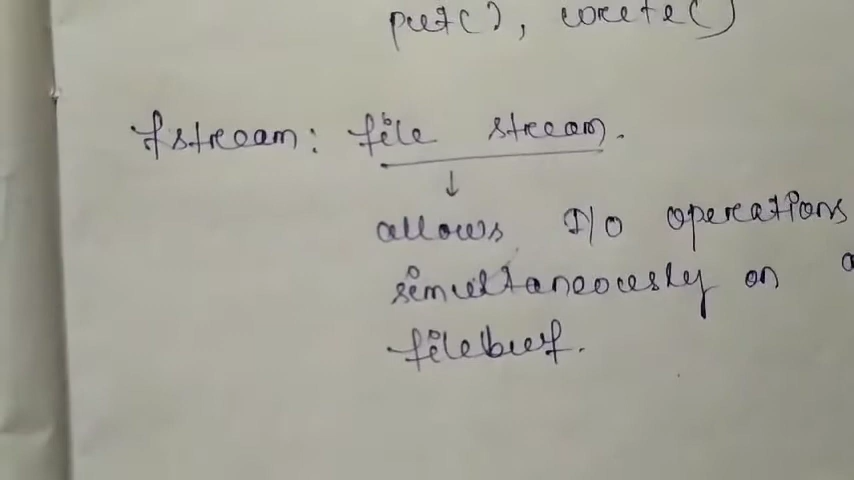 put(), write()
fstream: file stream.
↓
allows I/O operations
simultaneously on a
filebuf.